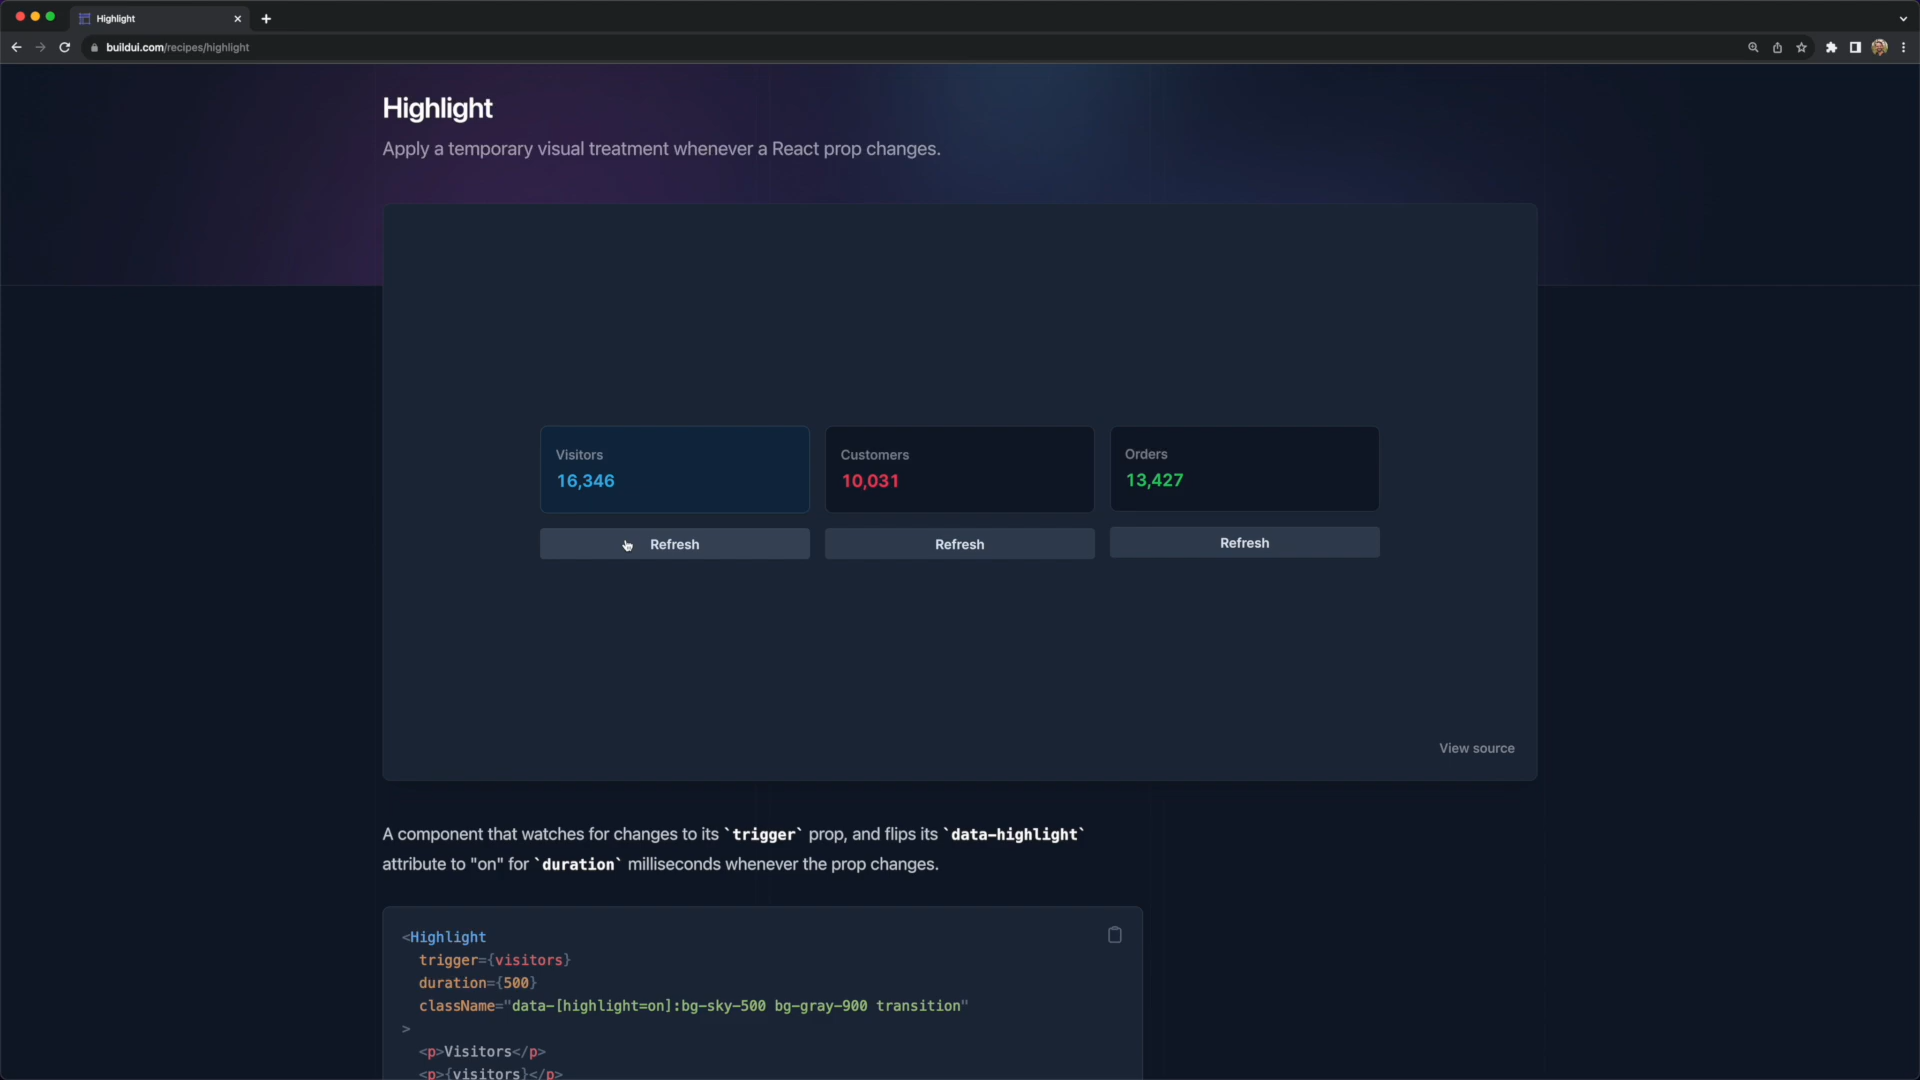 Highlight
buildui.com/recipes/highlight
Highlight
Apply a temporary visual treatment whenever a React prop changes.
Visitors
16,346
Refresh
Customers
10,031
Refresh
Orders
13,427
Refresh
View source
A component that watches for changes to its `trigger` prop, and flips its `data-highlight`
attribute to "on" for `duration` milliseconds whenever the prop changes.
<Highlight
trigger={visitors}
duration={500}
className="data-[highlight=on]:bg-sky-500 bg-gray-900 transition"
>
<p>Visitors</p>
<p>{visitors}</p>